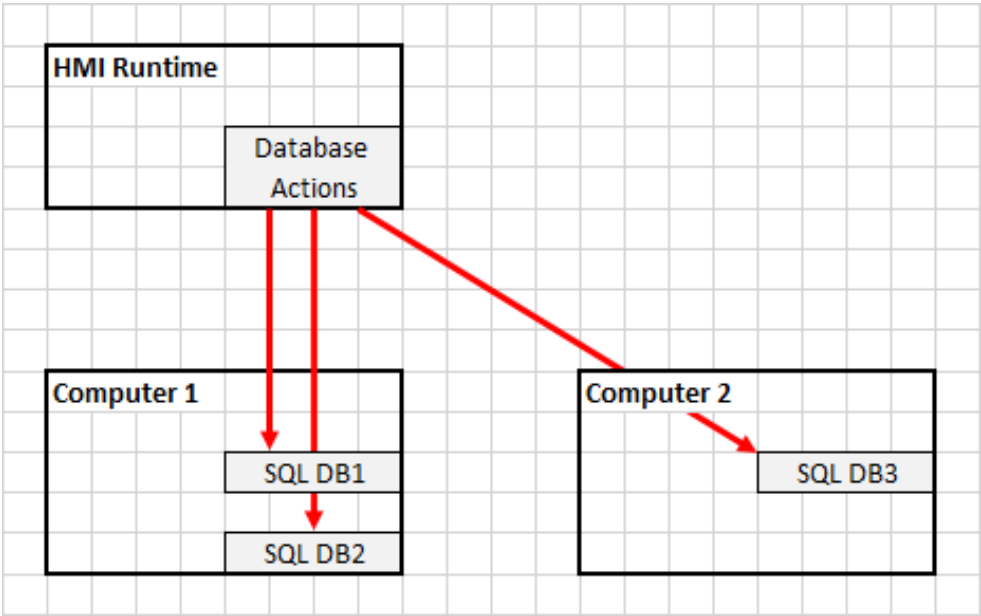 HMI Runtime
Database
Actions
Computer 1
SQL DB1
SQL DB2
Computer 2
SQL DB3